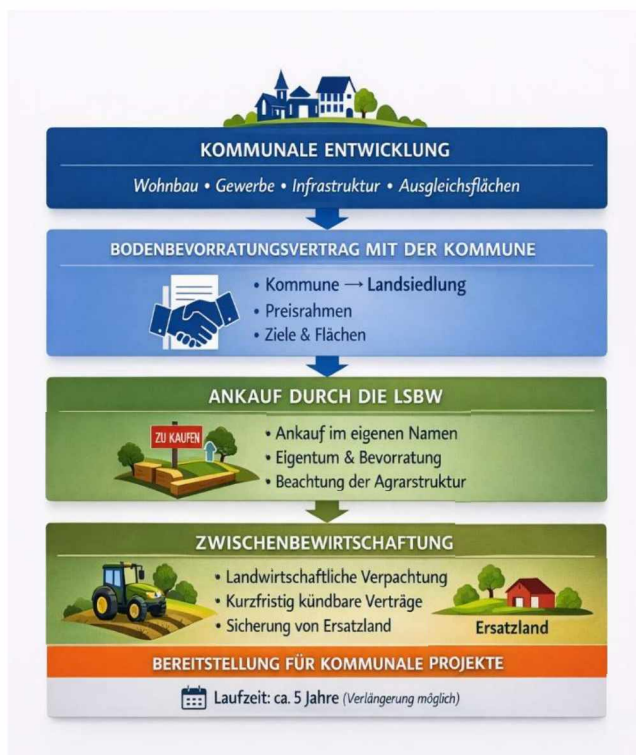 KOMMUNALE ENTWICKLUNG
Wohnbau • Gewerbe • Infrastruktur • Ausgleichsflächen
BODENBEVORRATUNGSVERTRAG MIT DER KOMMUNE
• Kommune → Landsiedlung
• Preisrahmen
• Ziele & Flächen
ANKAUF DURCH DIE LSBW
ZU KAUFEN
• Ankauf im eigenen Namen
• Eigentum & Bevorratung
• Beachtung der Agrarstruktur
ZWISCHENBEWIRTSCHAFTUNG
• Landwirtschaftliche Verpachtung
• Kurzfristig kündbare Verträge
• Sicherung von Ersatzland
Ersatzland
BEREITSTELLUNG FÜR KOMMUNALE PROJEKTE
Laufzeit: ca. 5 Jahre (Verlängerung möglich)